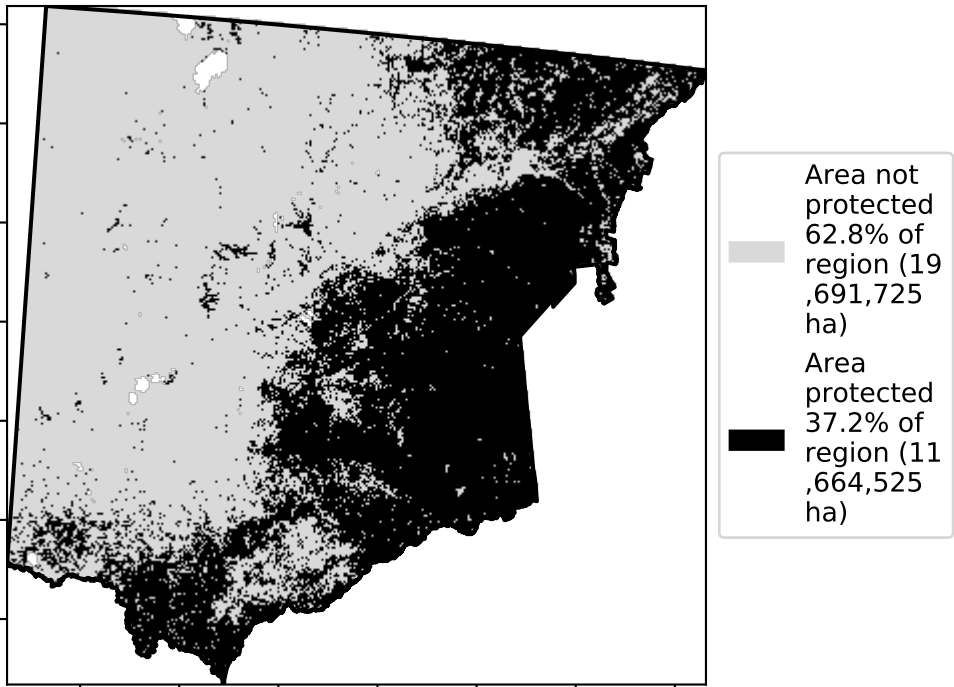 Area not
protected
62.8% of
region (19
,691,725
ha)
Area
protected
37.2% of
region (11
,664,525
ha)